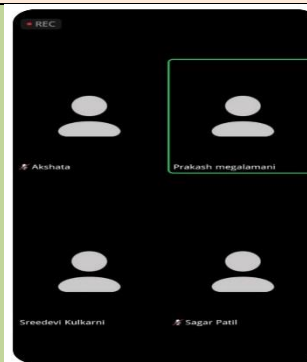 REC
Akshata
Prakash megalamani
Sreedevi Kulkarni
Sagar Patil